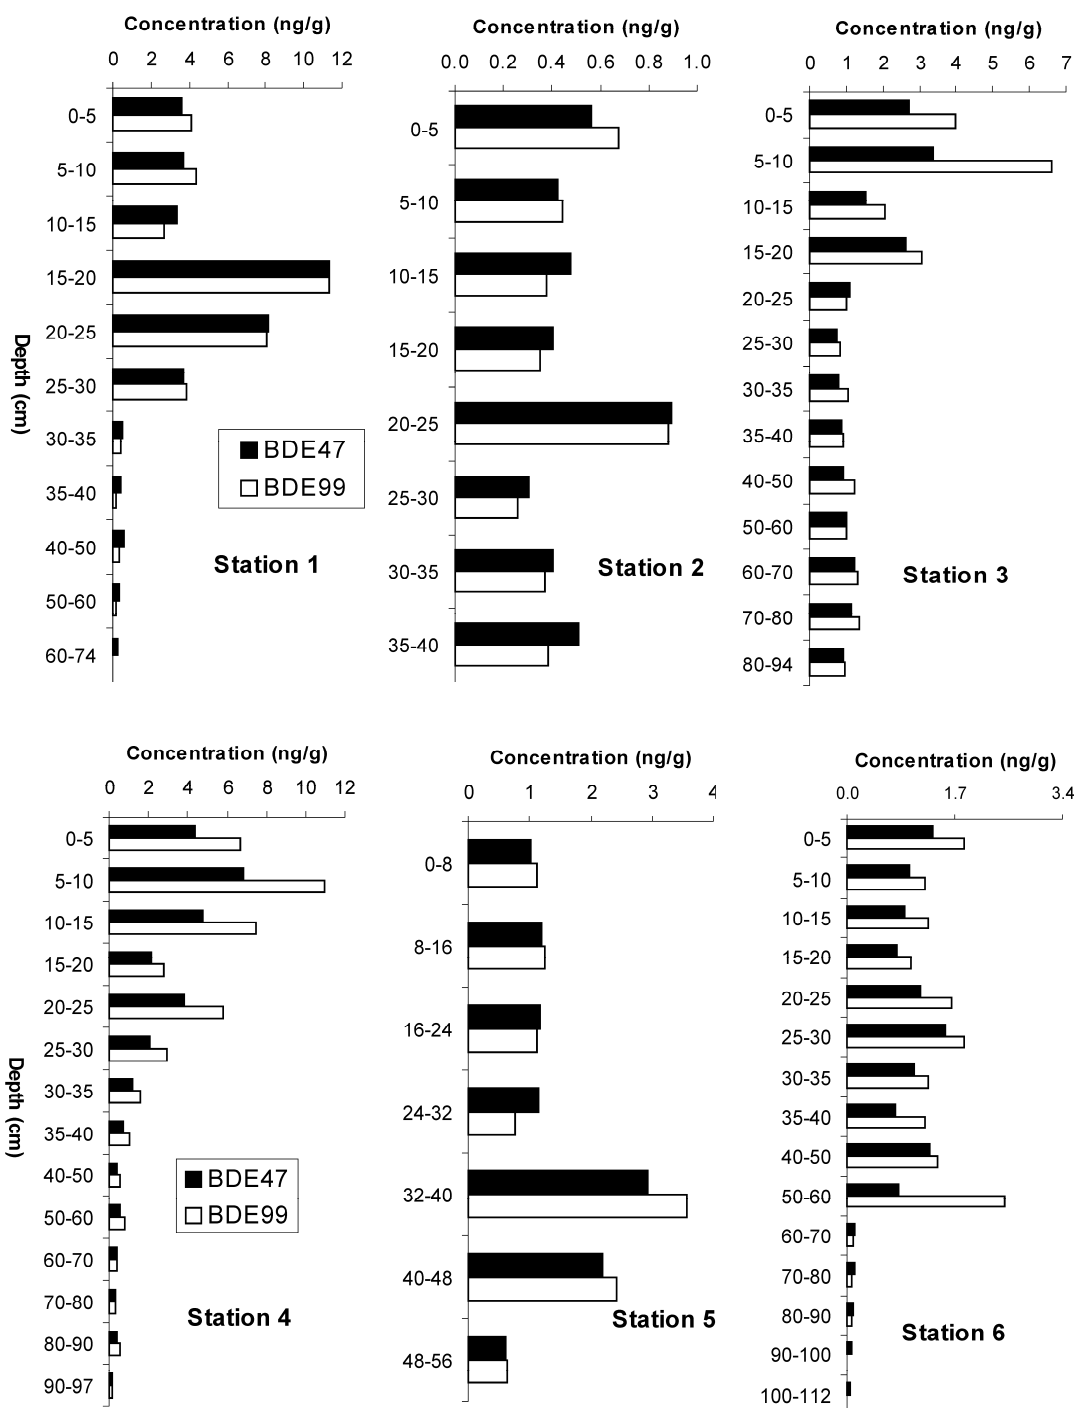 Concentration (ng/g)
0 2 4 6 8 10 12
0-5
5-10
10-15
15-20
20-25
25-30
30-35
35-40
40-50
50-60
60-74
Depth (cm)
BDE47
BDE99
Station 1
Concentration (ng/g)
0.0 0.2 0.4 0.6 0.8 1.0
0-5
5-10
10-15
15-20
20-25
25-30
30-35
35-40
Station 2
Concentration (ng/g)
0 1 2 3 4 5 6 7
0-5
5-10
10-15
15-20
20-25
25-30
30-35
35-40
40-50
50-60
60-70
70-80
80-94
Station 3
Concentration (ng/g)
0 2 4 6 8 10 12
0-5
5-10
10-15
15-20
20-25
25-30
30-35
35-40
40-50
50-60
60-70
70-80
80-90
90-97
Depth (cm)
BDE47
BDE99
Station 4
Concentration (ng/g)
0 1 2 3 4
0-8
8-16
16-24
24-32
32-40
40-48
48-56
Station 5
Concentration (ng/g)
0.0 1.7 3.4
0-5
5-10
10-15
15-20
20-25
25-30
30-35
35-40
40-50
50-60
60-70
70-80
80-90
90-100
100-112
Station 6